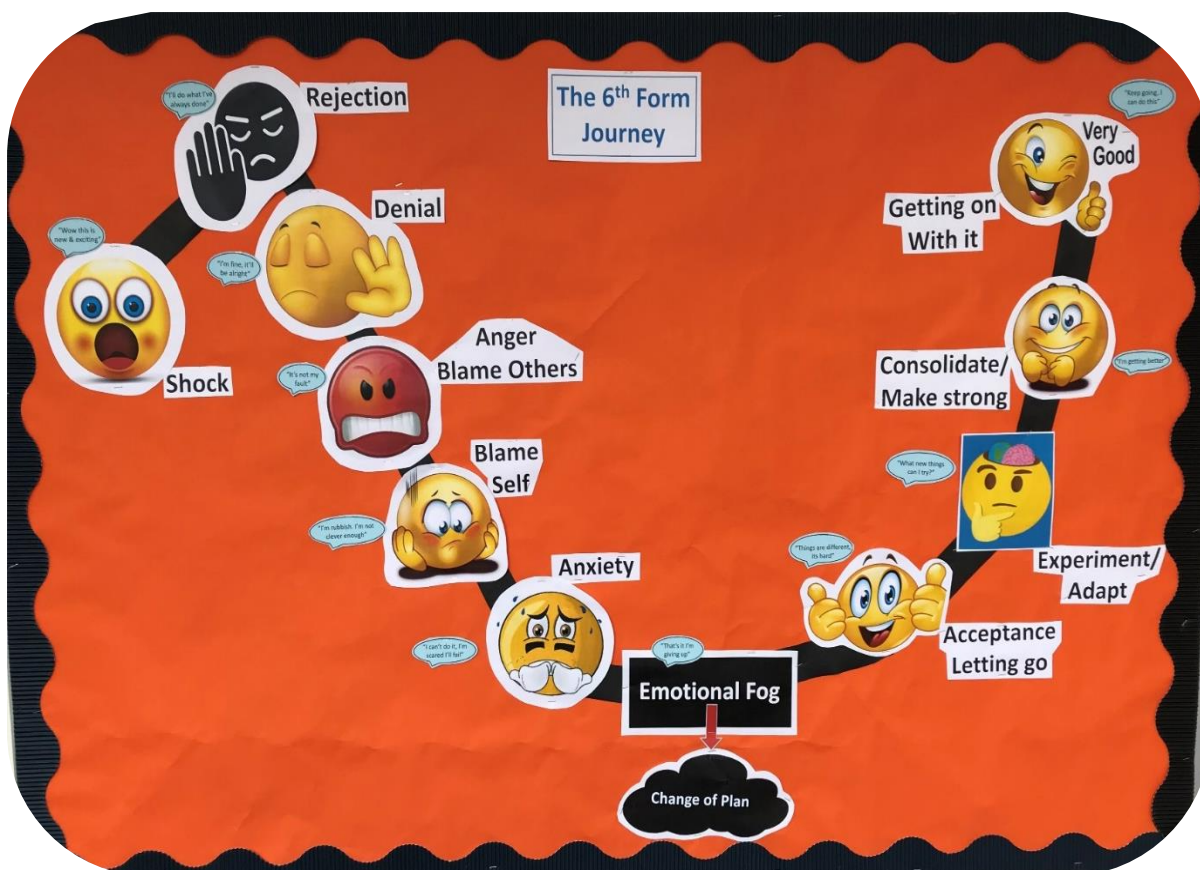 The 6th Form
Journey
"Wow this is
new & exciting"
Shock
"I'll do what I've
always done"
Rejection
"I'm fine, it'll
be alright"
Denial
"It's not my
fault"
Anger
Blame Others
"I'm rubbish. I'm not
clever enough"
Blame
Self
"I can't do it, I'm
scared I'll fail"
Anxiety
"That's it I'm
giving up"
Emotional Fog
Change of Plan
"Things are different,
its hard"
Acceptance
Letting go
"What new things
can I try?"
Experiment/
Adapt
"I'm getting better"
Consolidate/
Make strong
"Keep going, I
can do this"
Very
Good
Getting on
With it